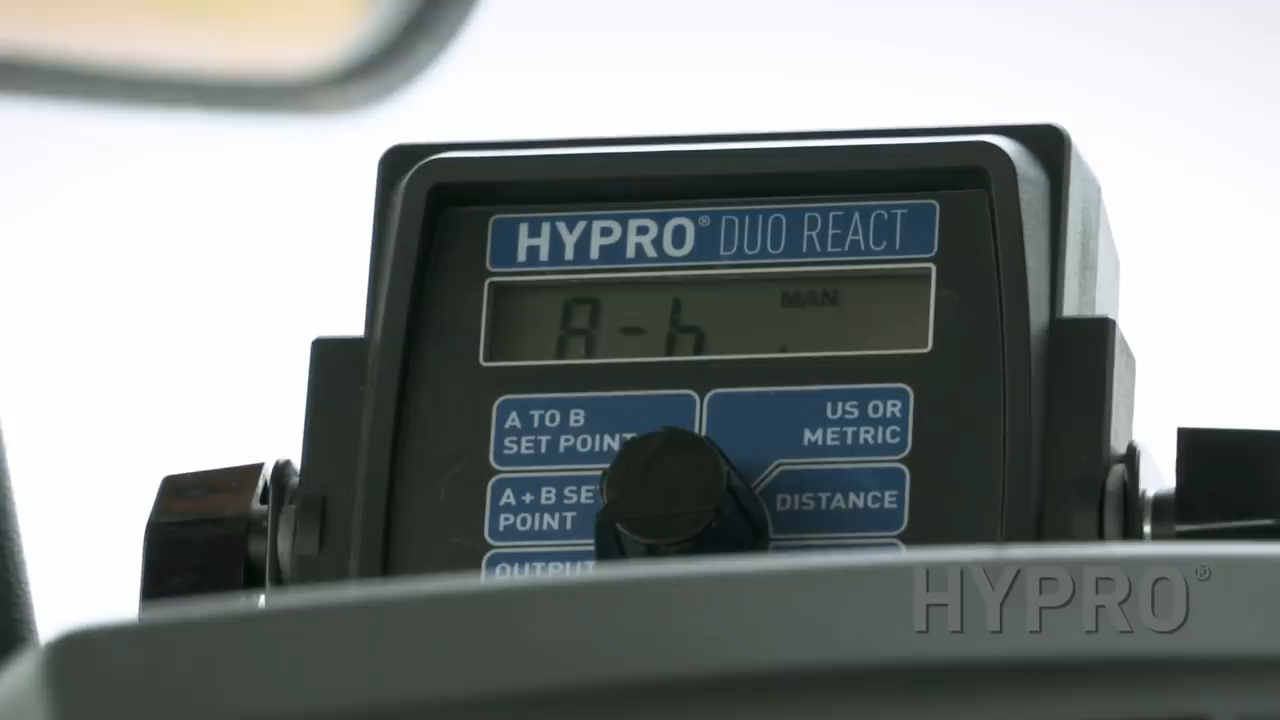 HYPRO® DUO REACT
MAN
A-b
A TO B
SET POINT
US OR
METRIC
A + B SET
POINT
DISTANCE
OUTPUT
HYPRO®